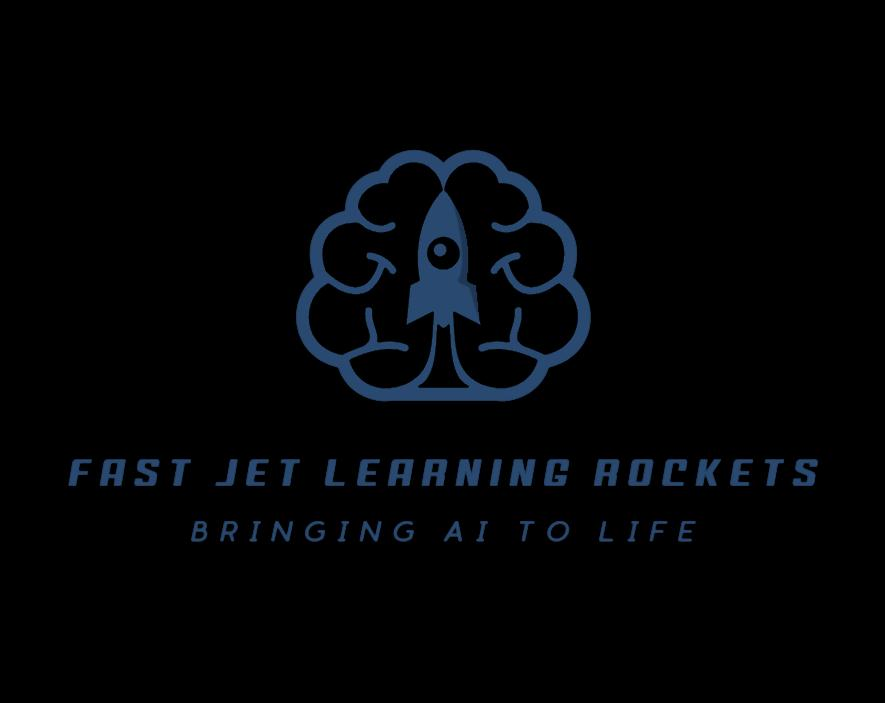 FAST JET LEARNING ROCKETS
BRINGING AI TO LIFE